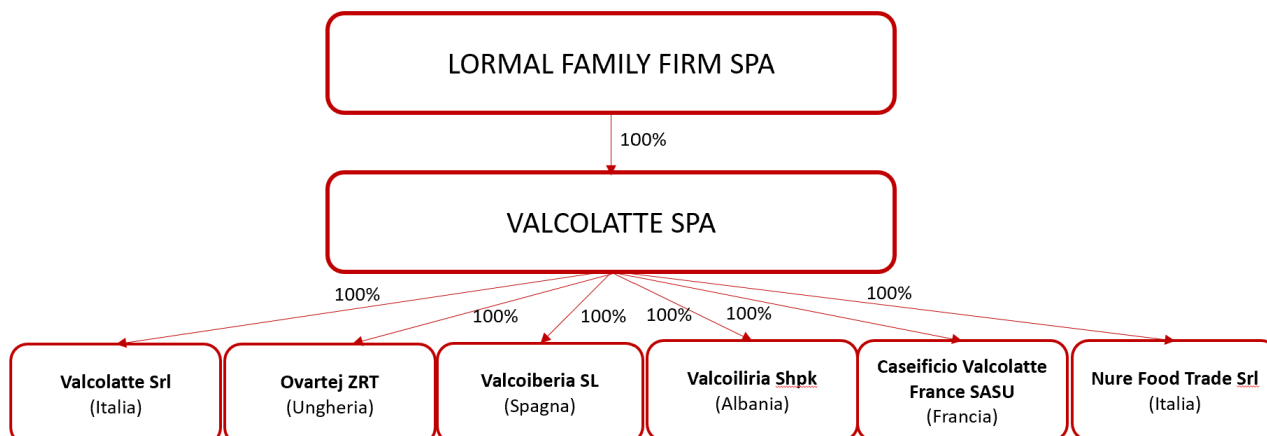 LORMAL FAMILY FIRM SPA
100%
VALCOLATTE SPA
100%
100%
100%
100%
100%
100%
Valcolatte Srl
(Italia)
Ovartej ZRT
(Ungheria)
Valcoiberia SL
(Spagna)
Valcoiliria Shpk
(Albania)
Caseificio Valcolatte
France SASU
(Francia)
Nure Food Trade Srl
(Italia)